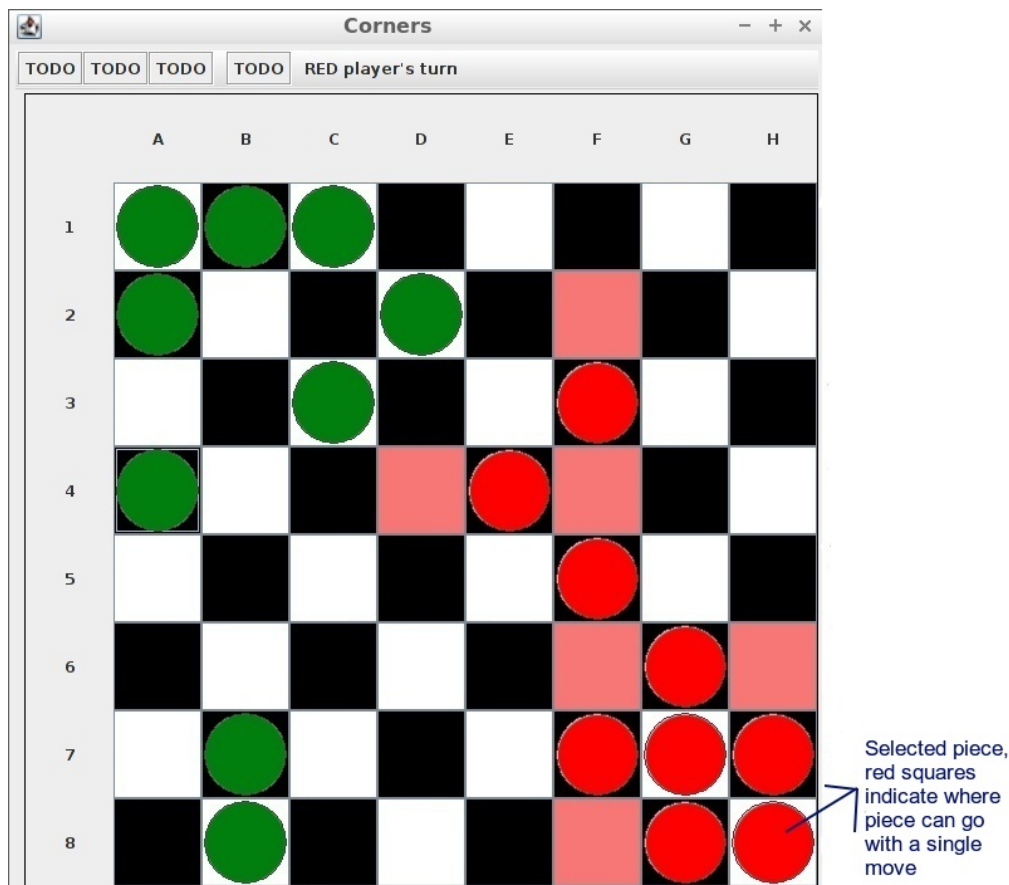 Corners
TODO TODO TODO TODO RED player's turn
A B C D E F G H
1
2
3
4
5
6
7
8
Selected piece,
red squares
indicate where
piece can go
with a single
move